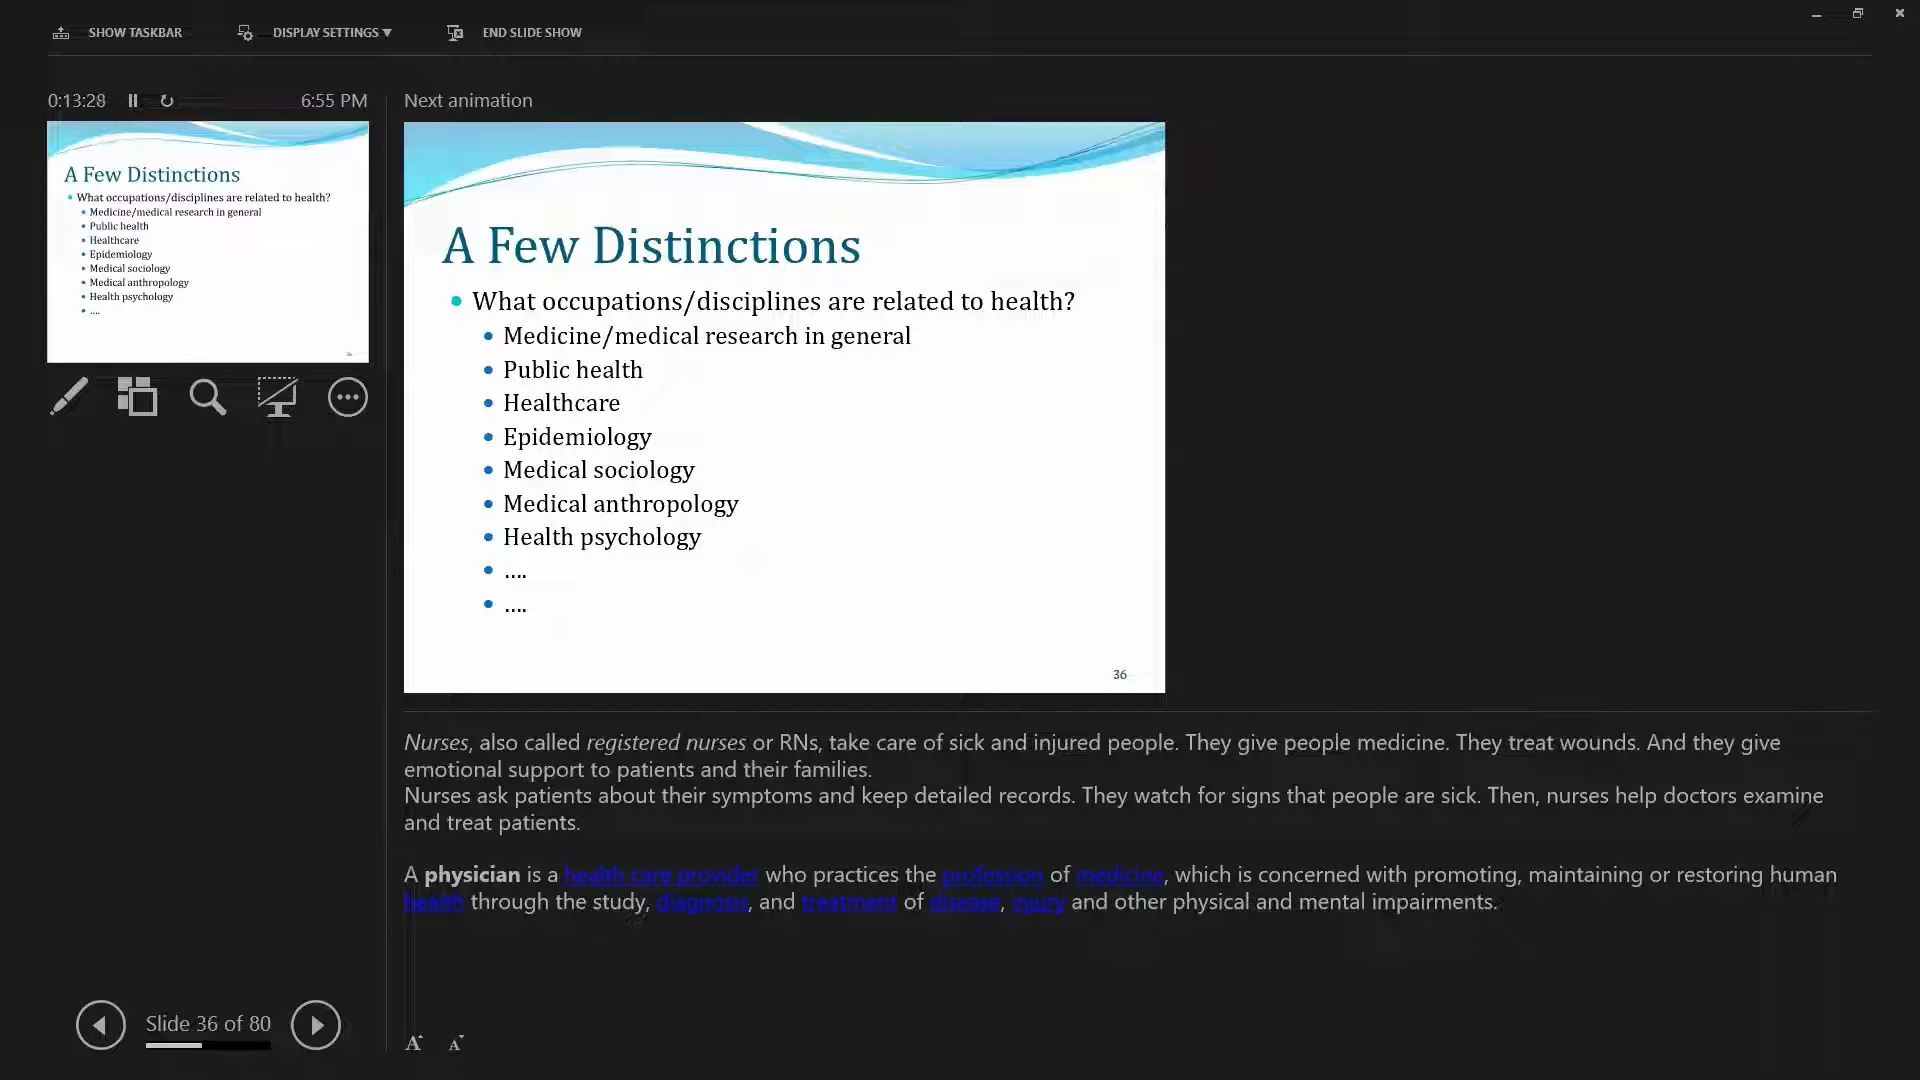 SHOW TASKBAR
DISPLAY SETTINGS ▼
END SLIDE SHOW
0:13:28
6:55 PM
A Few Distinctions
• What occupations/disciplines are related to health?
• Medicine/medical research in general
• Public health
• Healthcare
• Epidemiology
• Medical sociology
• Medical anthropology
• Health psychology
• ....
36
Next animation
A Few Distinctions
• What occupations/disciplines are related to health?
• Medicine/medical research in general
• Public health
• Healthcare
• Epidemiology
• Medical sociology
• Medical anthropology
• Health psychology
• ....
• ....
36
Nurses, also called registered nurses or RNs, take care of sick and injured people. They give people medicine. They treat wounds. And they give
emotional support to patients and their families.
Nurses ask patients about their symptoms and keep detailed records. They watch for signs that people are sick. Then, nurses help doctors examine
and treat patients.
A physician is a health care provider who practices the profession of medicine, which is concerned with promoting, maintaining or restoring human
health through the study, diagnosis, and treatment of disease, injury and other physical and mental impairments.
Slide 36 of 80
A A